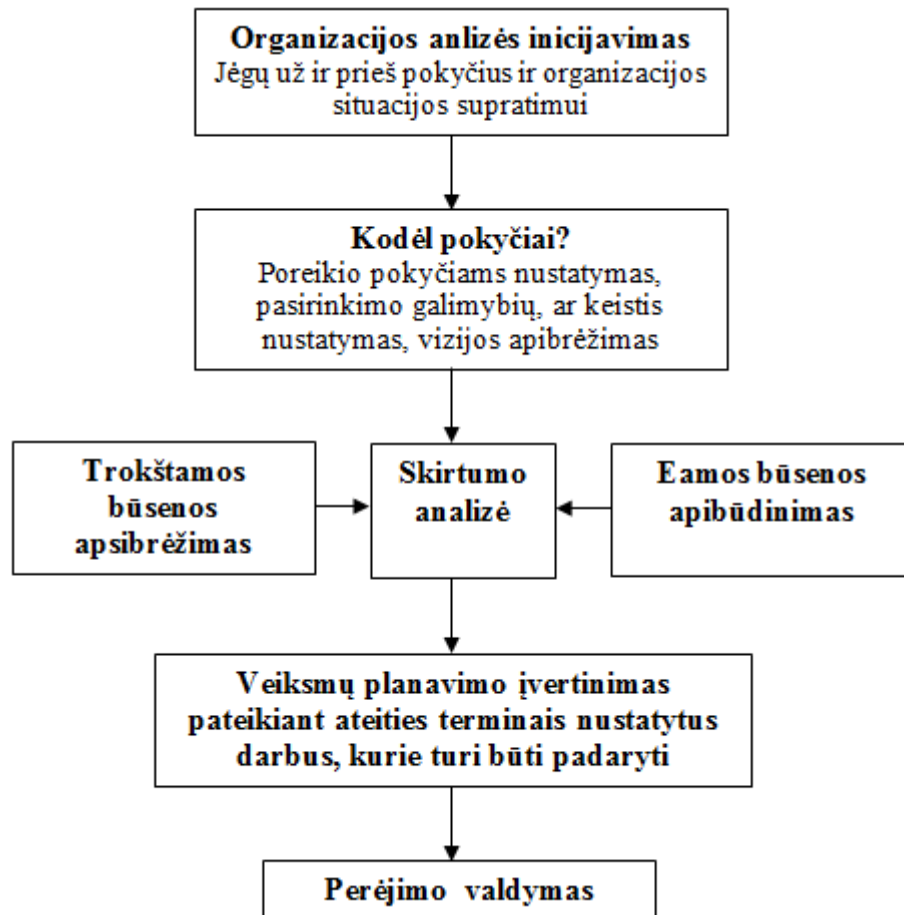 Organizacijos anlizės inicijavimas
Jėgų už ir prieš pokyčius ir organizacijos
situacijos supratimui
Kodėl pokyčiai?
Poreikio pokyčiams nustatymas,
pasirinkimo galimybių, ar keistis
nustatymas, vizijos apibrėžimas
Trokštamos
būsenos
apsibrėžimas
Skirtumo
analizė
Eamos būsenos
apibūdinimas
Veiksmų planavimo įvertinimas
pateikiant ateities terminais nustatytus
darbus, kurie turi būti padaryti
Perėjimo valdymas